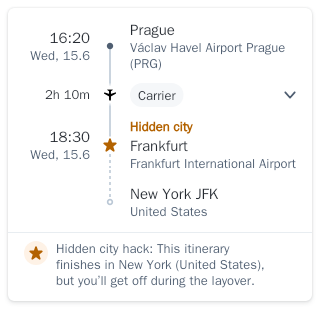 16:20
Prague
Wed, 15.6
Václav Havel Airport Prague
(PRG)
2h 10m
Carrier
Hidden city
18:30
Frankfurt
Wed, 15.6
Frankfurt International Airport
New York JFK
United States
Hidden city hack: This itinerary
finishes in New York (United States),
but you'll get off during the layover.